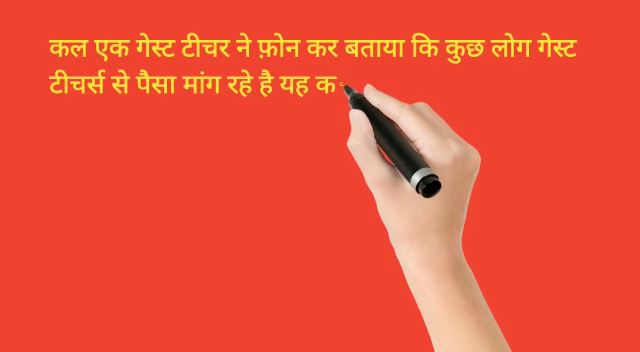 कल एक गेस्ट टीचर ने फ़ोन कर बताया कि कुछ लोग गेस्ट
टीचर्स से पैसा मांग रहे है यह क